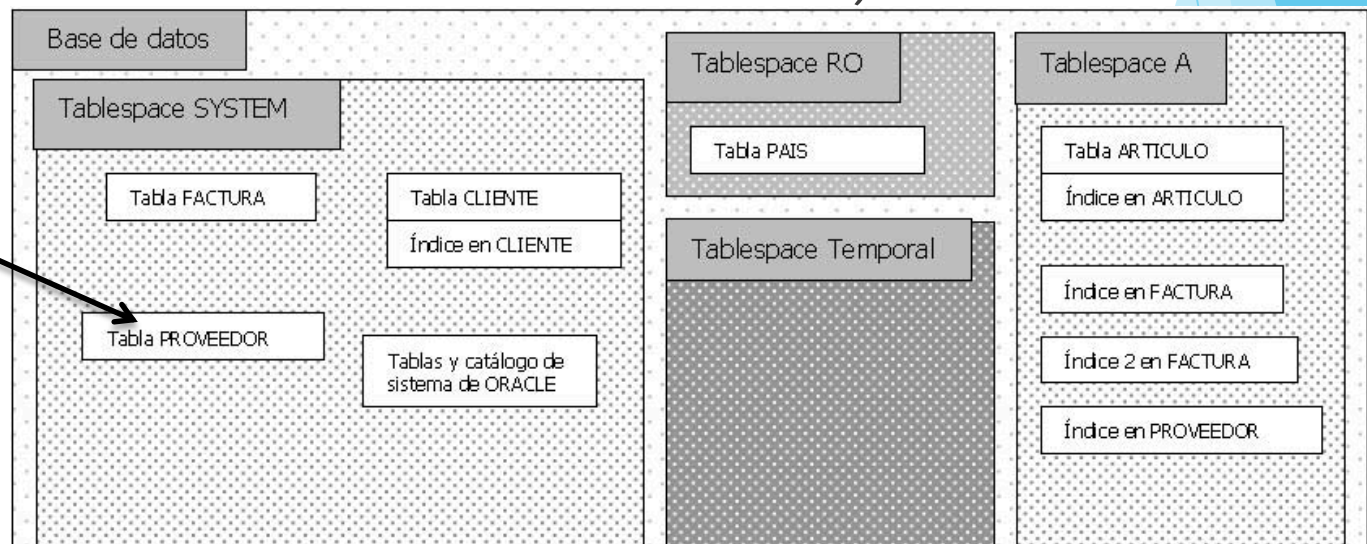 Base de datos
Tablespace SYSTEM
Tabla FACTURA
Tabla CLIENTE
Índice en CLIENTE
Tabla PROVEEDOR
Tablas y catálogo de
sistema de ORACLE
Tablespace RO
Tabla PAIS
Tablespace Temporal
Tablespace A
Tabla ARTICULO
Índice en ARTICULO
Índice en FACTURA
Índice 2 en FACTURA
Índice en PROVEEDOR